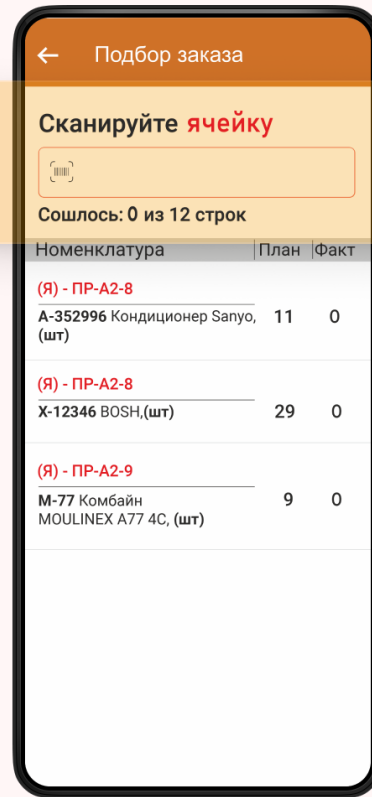 Подбор заказа
Сканируйте ячейку
Сошлось: 0 из 12 строк
Номенклатура План Факт
(Я) - ПР-А2-8
А-352996 Кондиционер Sanyo, 11 0
(шт)
(Я) - ПР-А2-8
Х-12346 BOSH,(шт) 29 0
(Я) - ПР-А2-9
М-77 Комбайн 9 0
MOULINEX A77 4C, (шт)